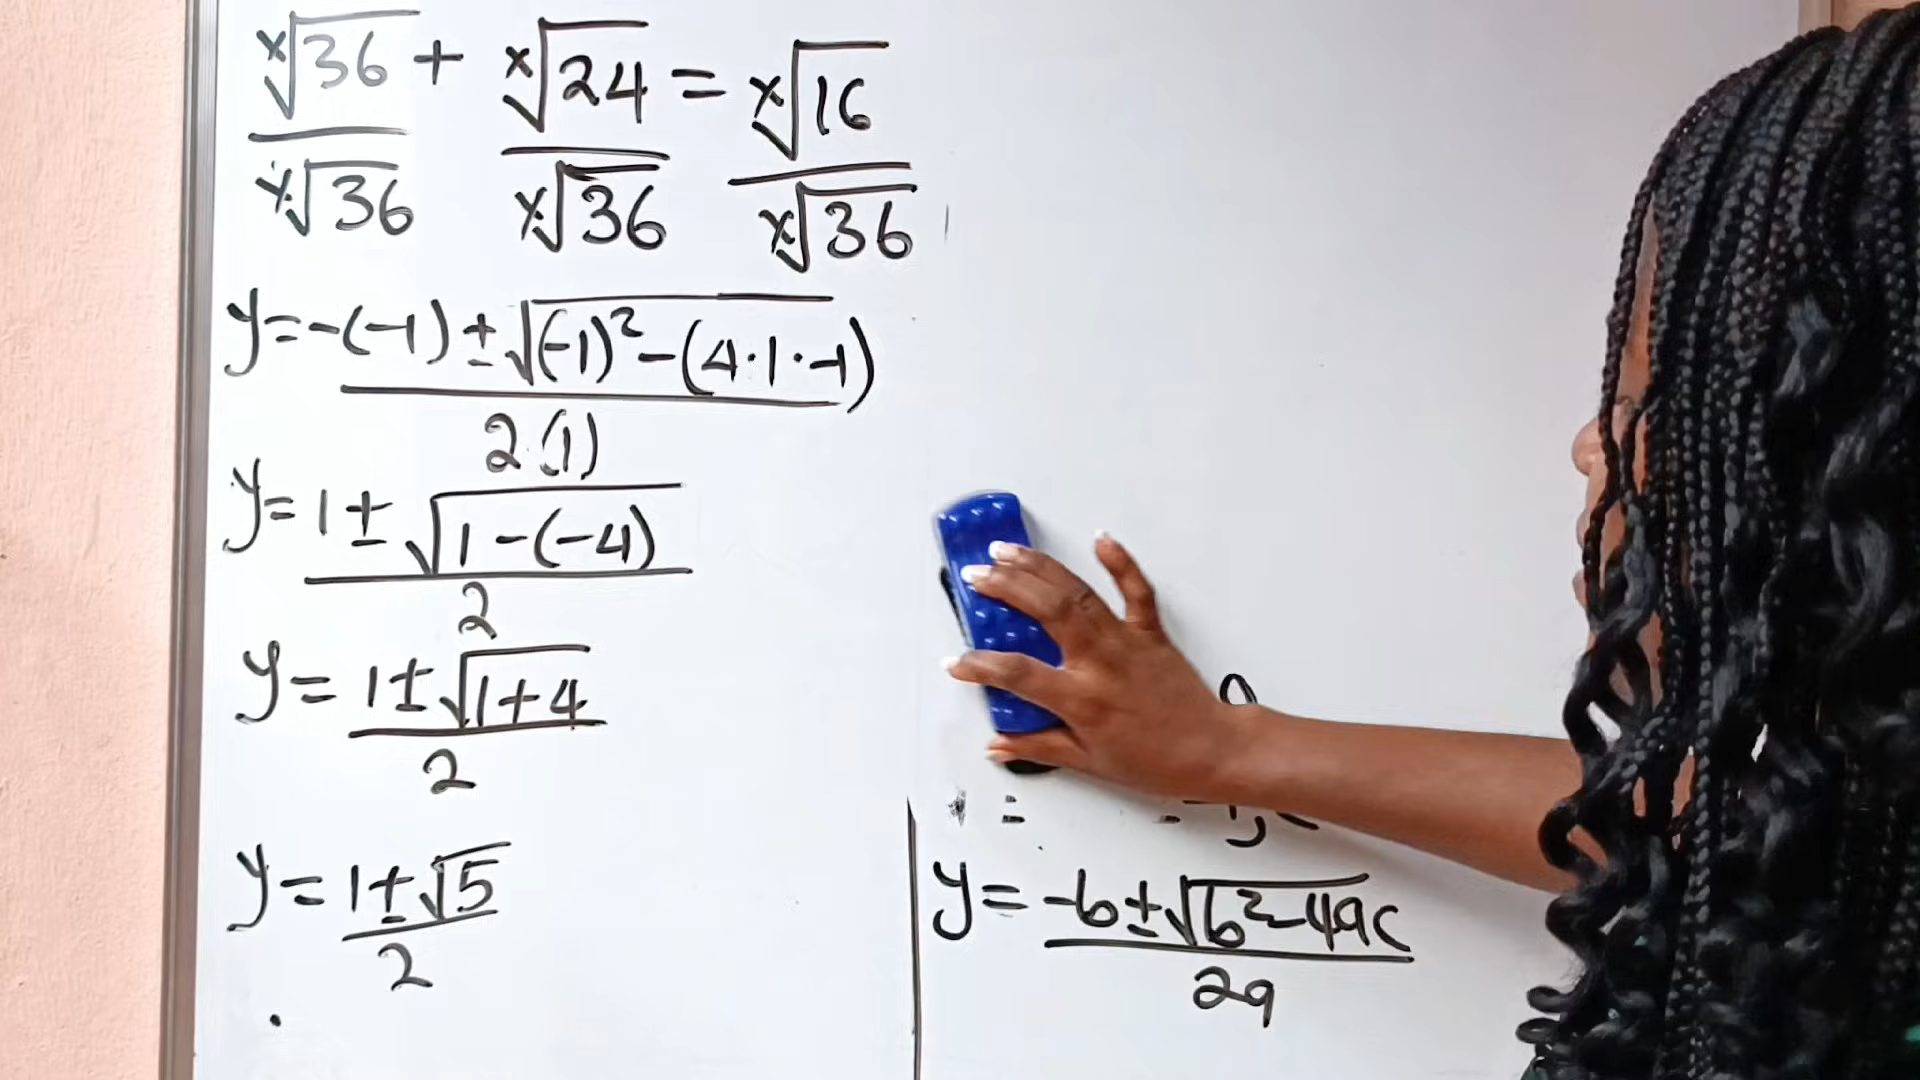 ˣ√36 + ˣ√24 = ˣ√16
ˣ√36 ˣ√36 ˣ√36
y = -(-1) ± √(-1)² - (4·1·-1)
2(1)
y = 1 ± √1 - (-4)
2
y = 1 ± √1+4
2
y = 1 ± √5
2
y = -b ± √b² - 4ac
2a